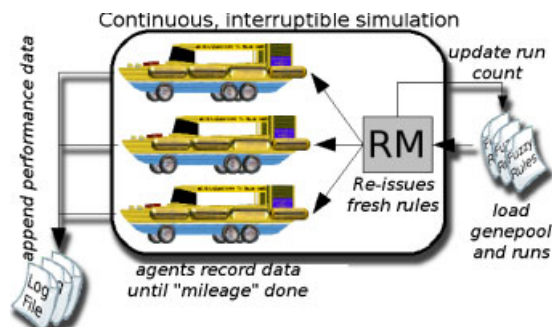 Continuous, interruptible simulation
update run
count
append performance data
RM
Re-issues
fresh rules
Fuzzy
Rules
load
genepool
and runs
agents record data
until "mileage" done
Log
File